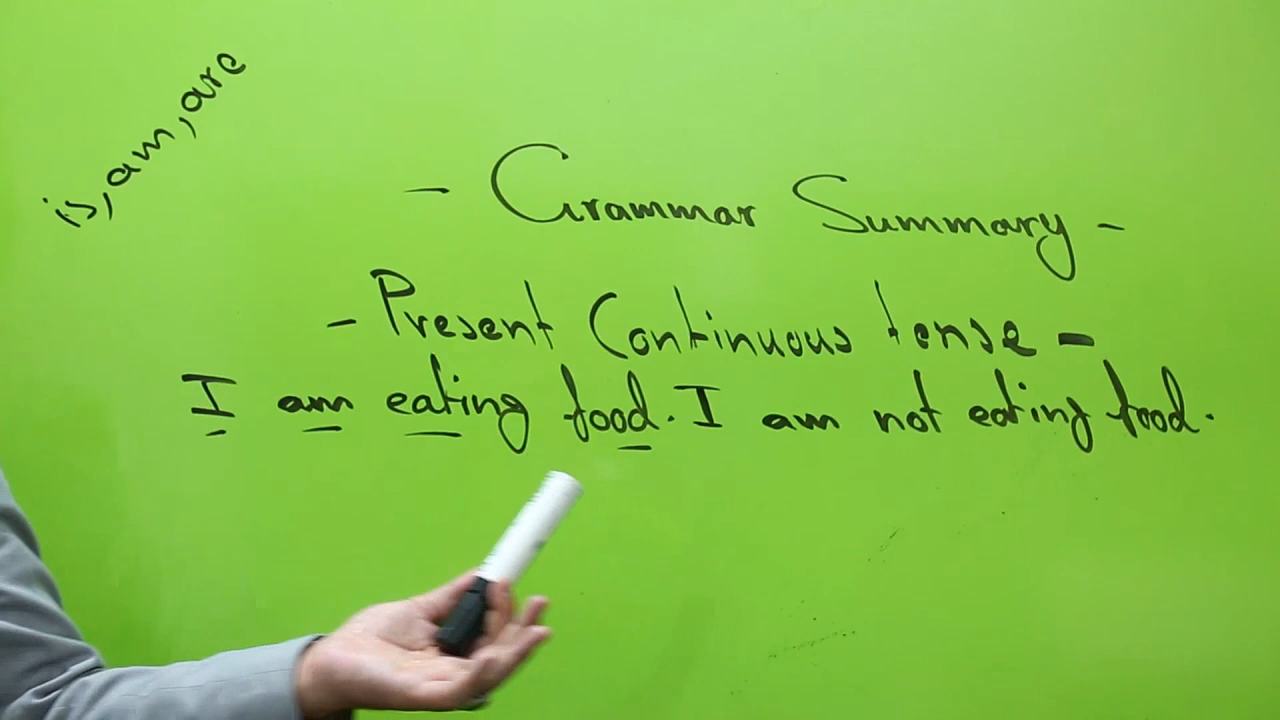 is, am, are
- Grammar Summary -
- Present Continuous tense -
I am eating food. I am not eating food.